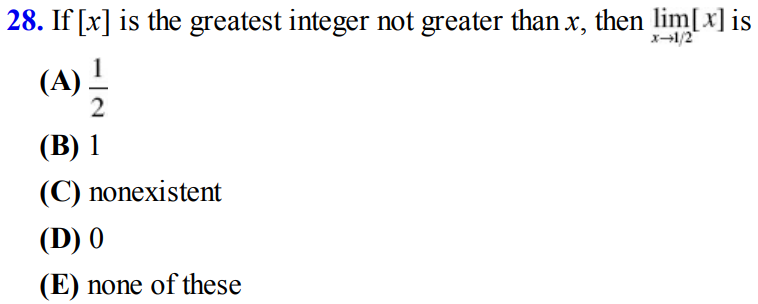 28. If [x] is the greatest integer not greater than x, then lim[x] is
x→1/2
(A) 1/2
(B) 1
(C) nonexistent
(D) 0
(E) none of these